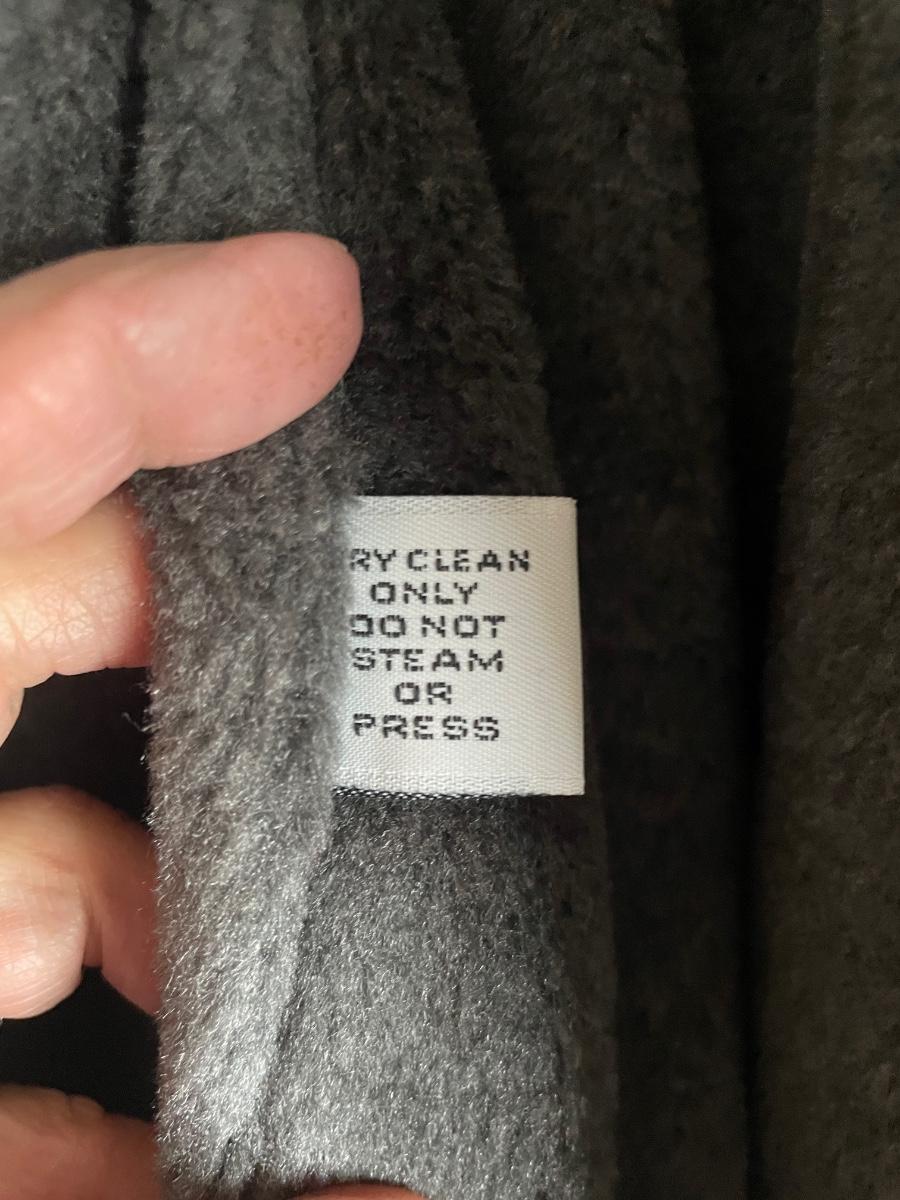 RY CLEAN
ONLY
DO NOT
STEAM
OR
PRESS